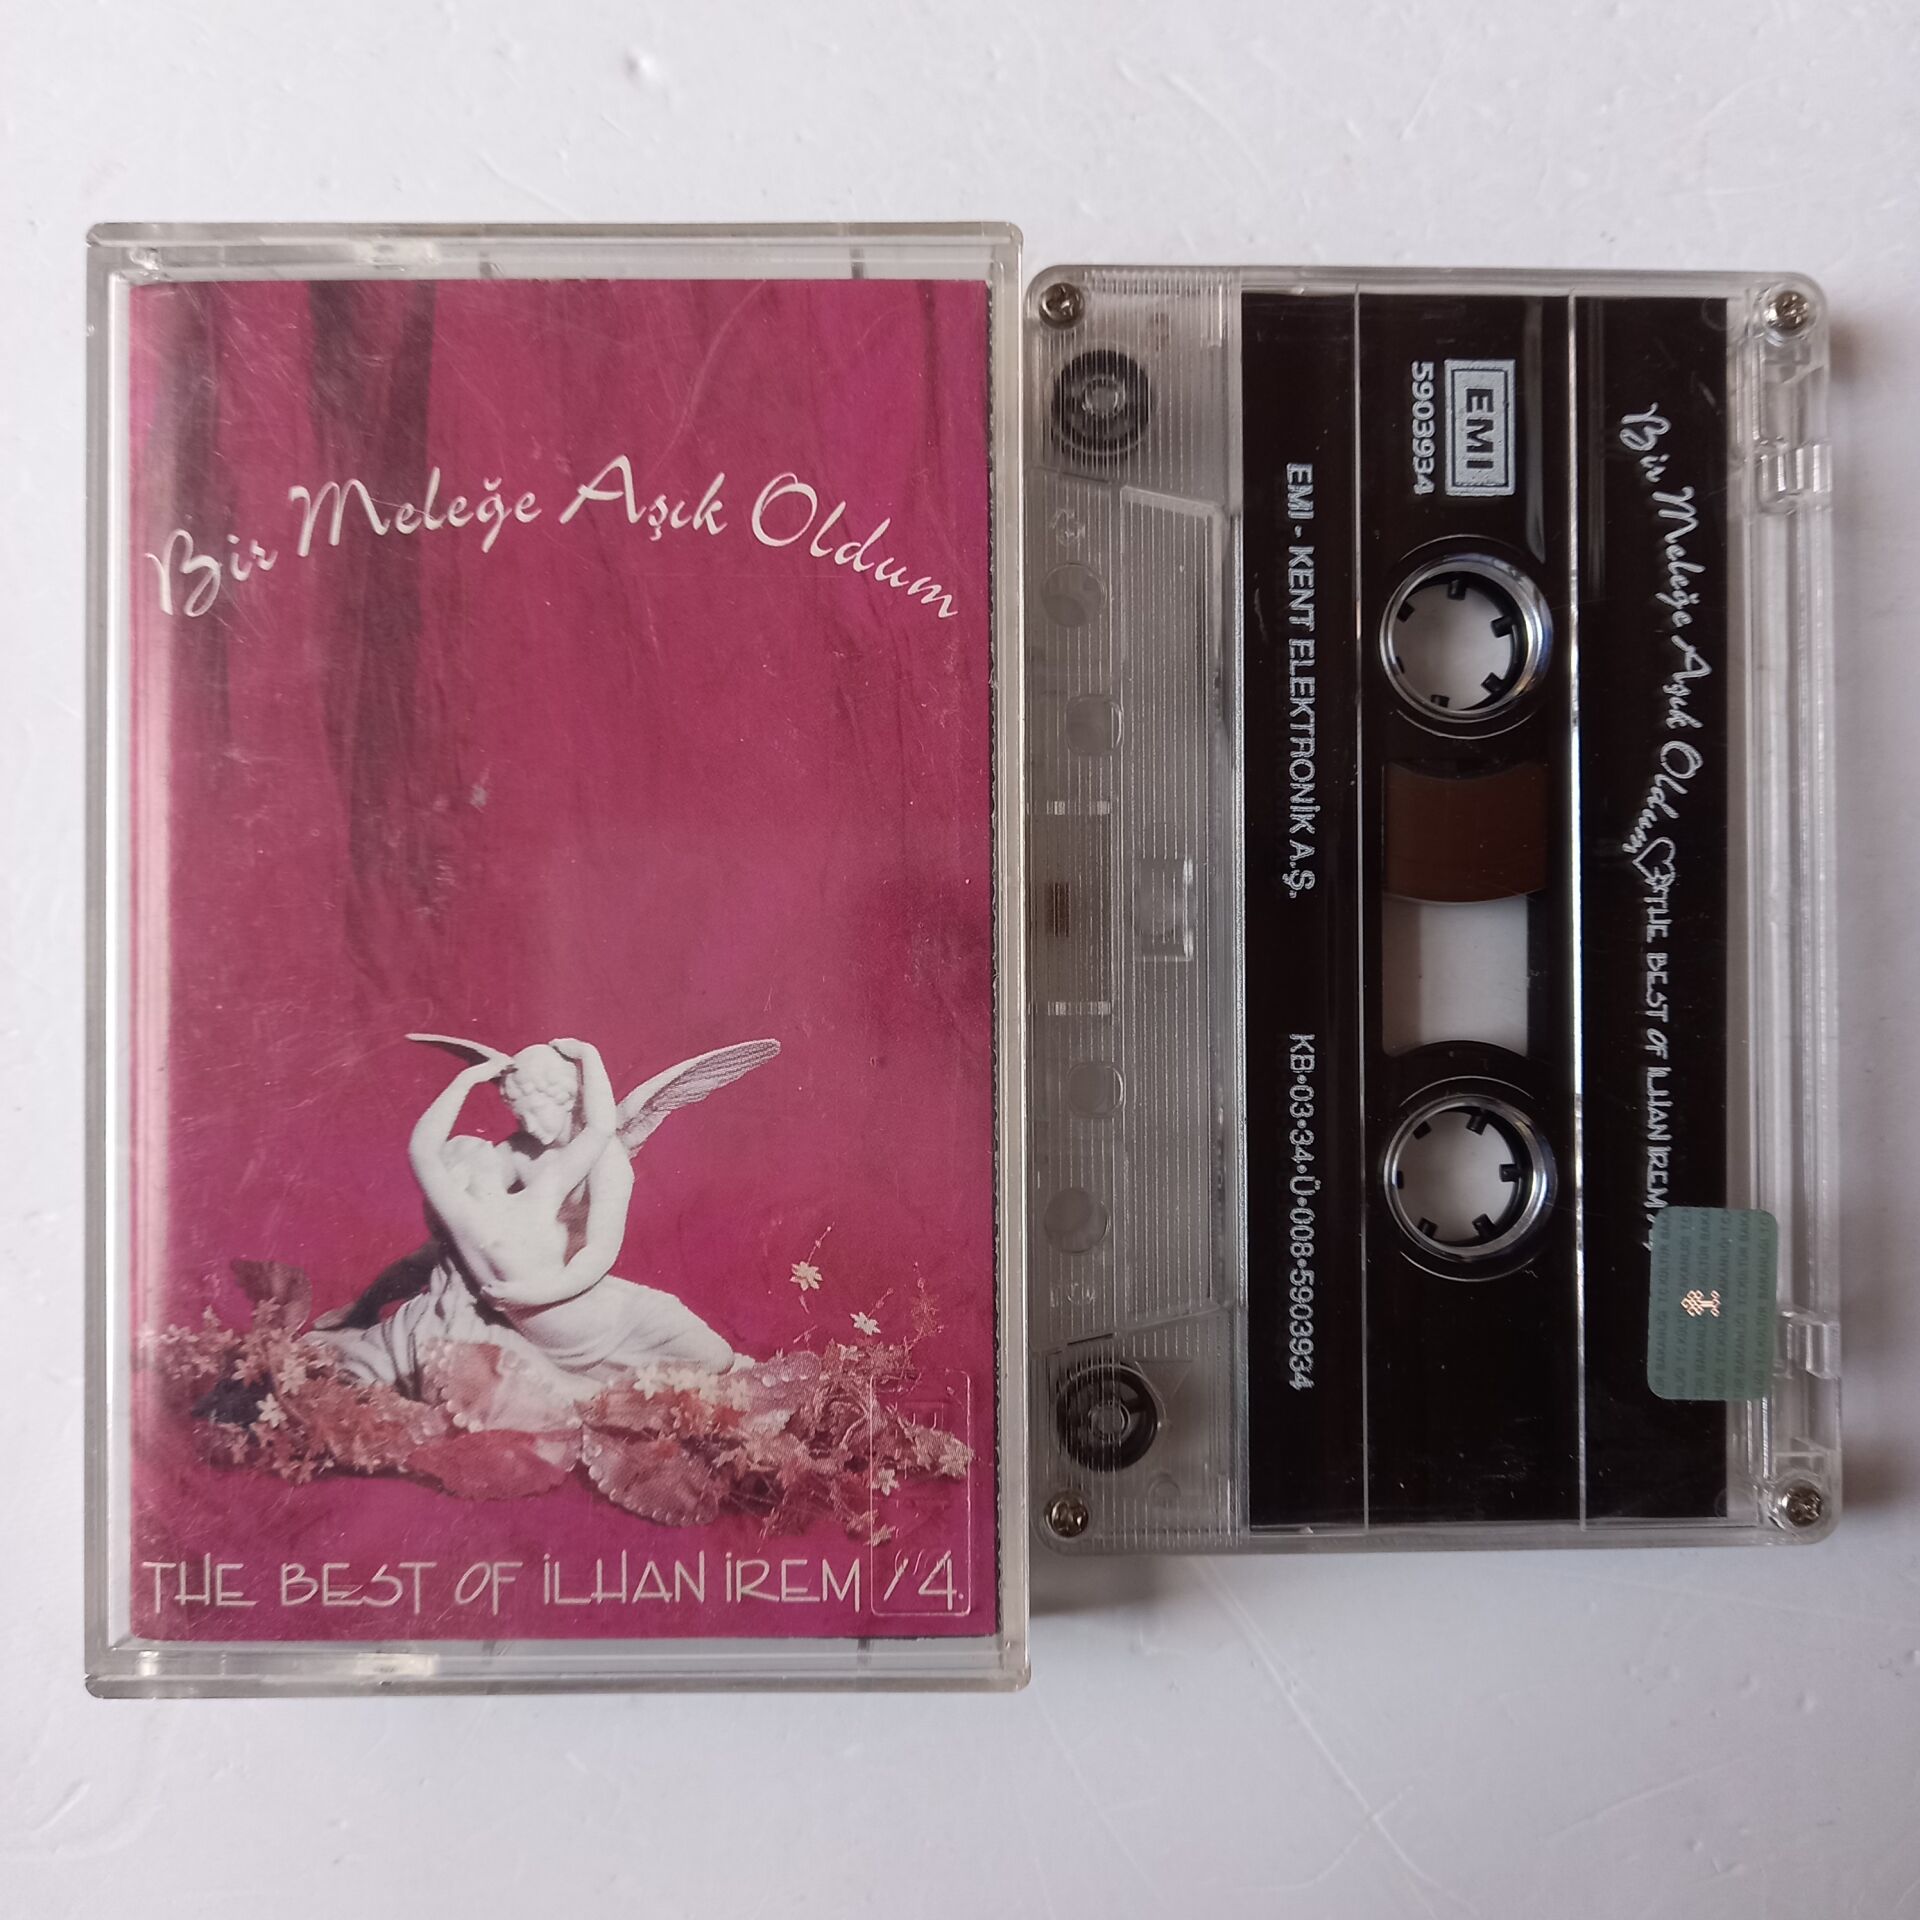 Bir Meleğe Aşık Oldum
THE BEST OF İLHAN İREM / 4.
EMI
5903934
EMI - KENT ELEKTRONİK A.Ş.
KB•03•34•Ü•008•5903934
Bir Meleğe Aşık Oldum THE BEST OF İLHAN İREM